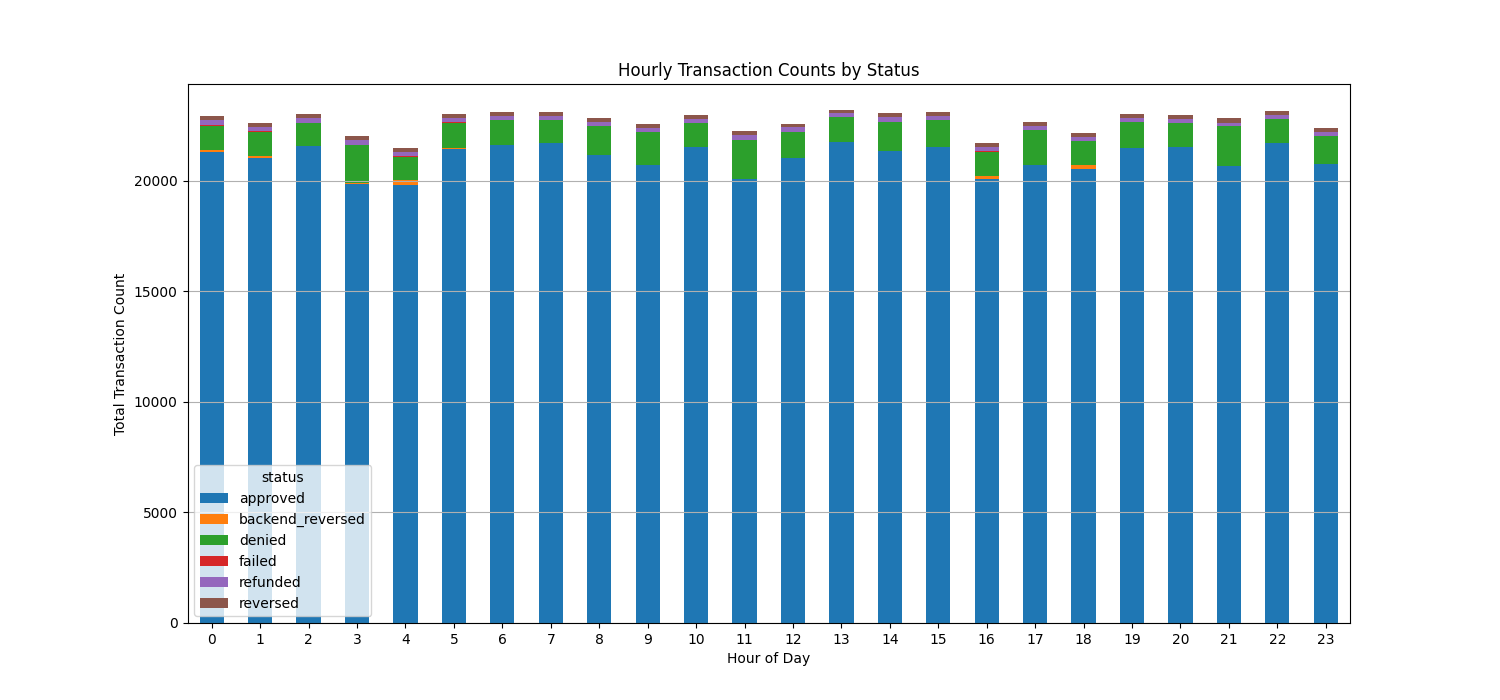 Hourly Transaction Counts by Status
Total Transaction Count
20000
15000
10000
5000
0
status
approved
backend_reversed
denied
failed
refunded
reversed
0 1 2 3 4 5 6 7 8 9 10 11 12 13 14 15 16 17 18 19 20 21 22 23
Hour of Day